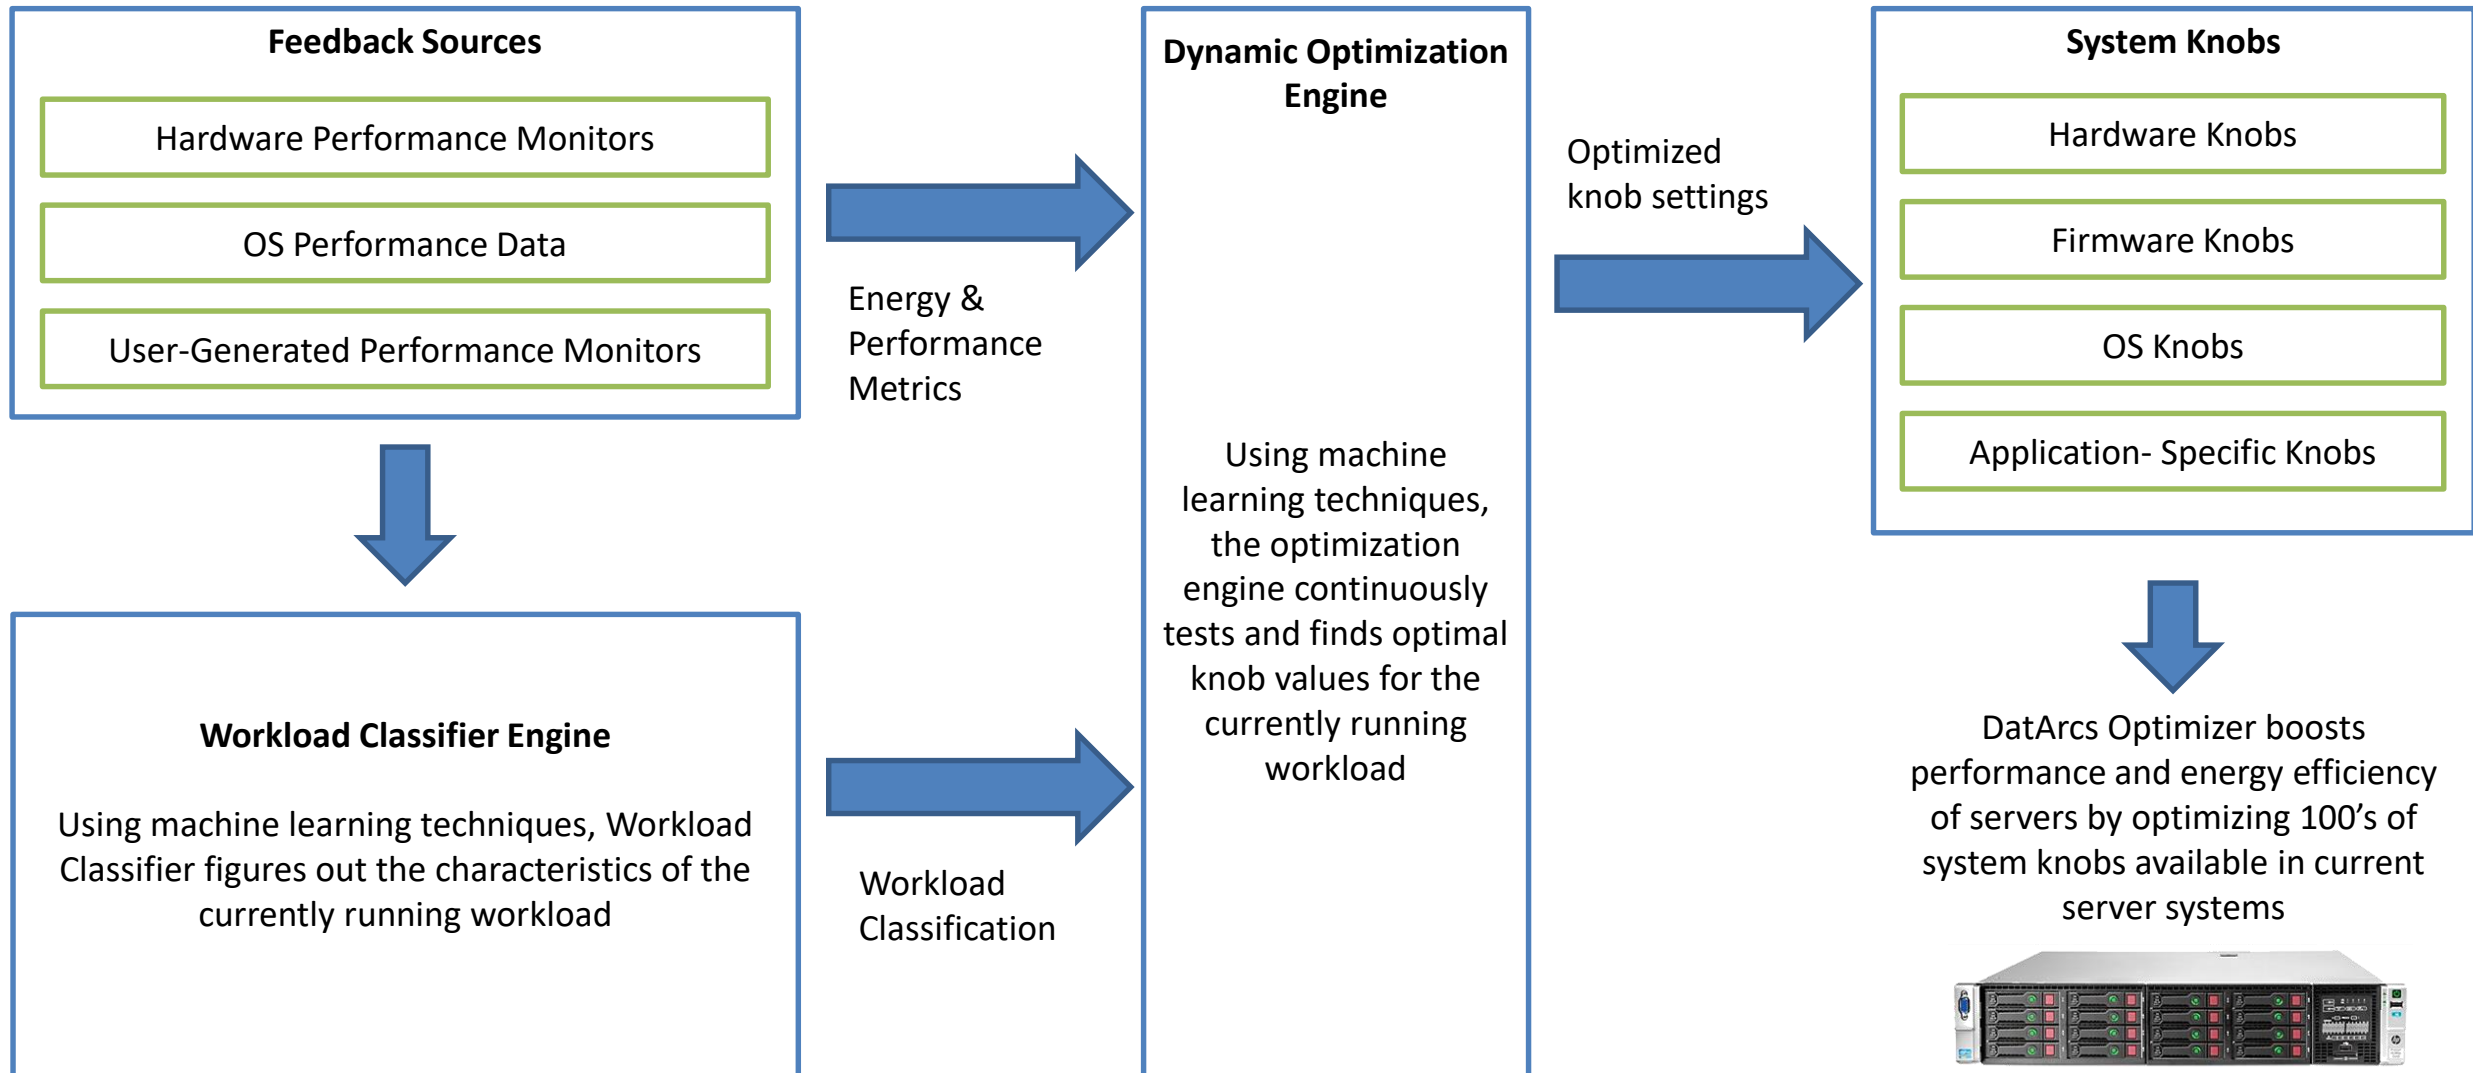 Feedback Sources
Hardware Performance Monitors
OS Performance Data
User-Generated Performance Monitors
Energy &
Performance
Metrics
Workload Classifier Engine
Using machine learning techniques, Workload
Classifier figures out the characteristics of the
currently running workload
Workload
Classification
Dynamic Optimization
Engine
Using machine
learning techniques,
the optimization
engine continuously
tests and finds optimal
knob values for the
currently running
workload
Optimized
knob settings
System Knobs
Hardware Knobs
Firmware Knobs
OS Knobs
Application- Specific Knobs
DatArcs Optimizer boosts
performance and energy efficiency
of servers by optimizing 100’s of
system knobs available in current
server systems